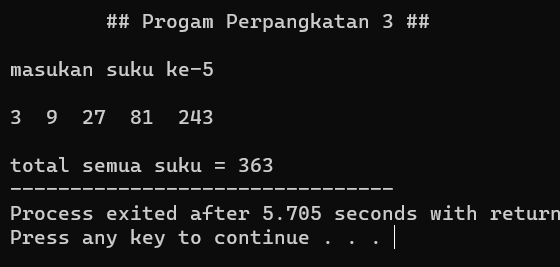 ## Progam Perpangkatan 3 ##
masukan suku ke-5
3 9 27 81 243
total semua suku = 363
--------------------------------
Process exited after 5.705 seconds with return
Press any key to continue . . .